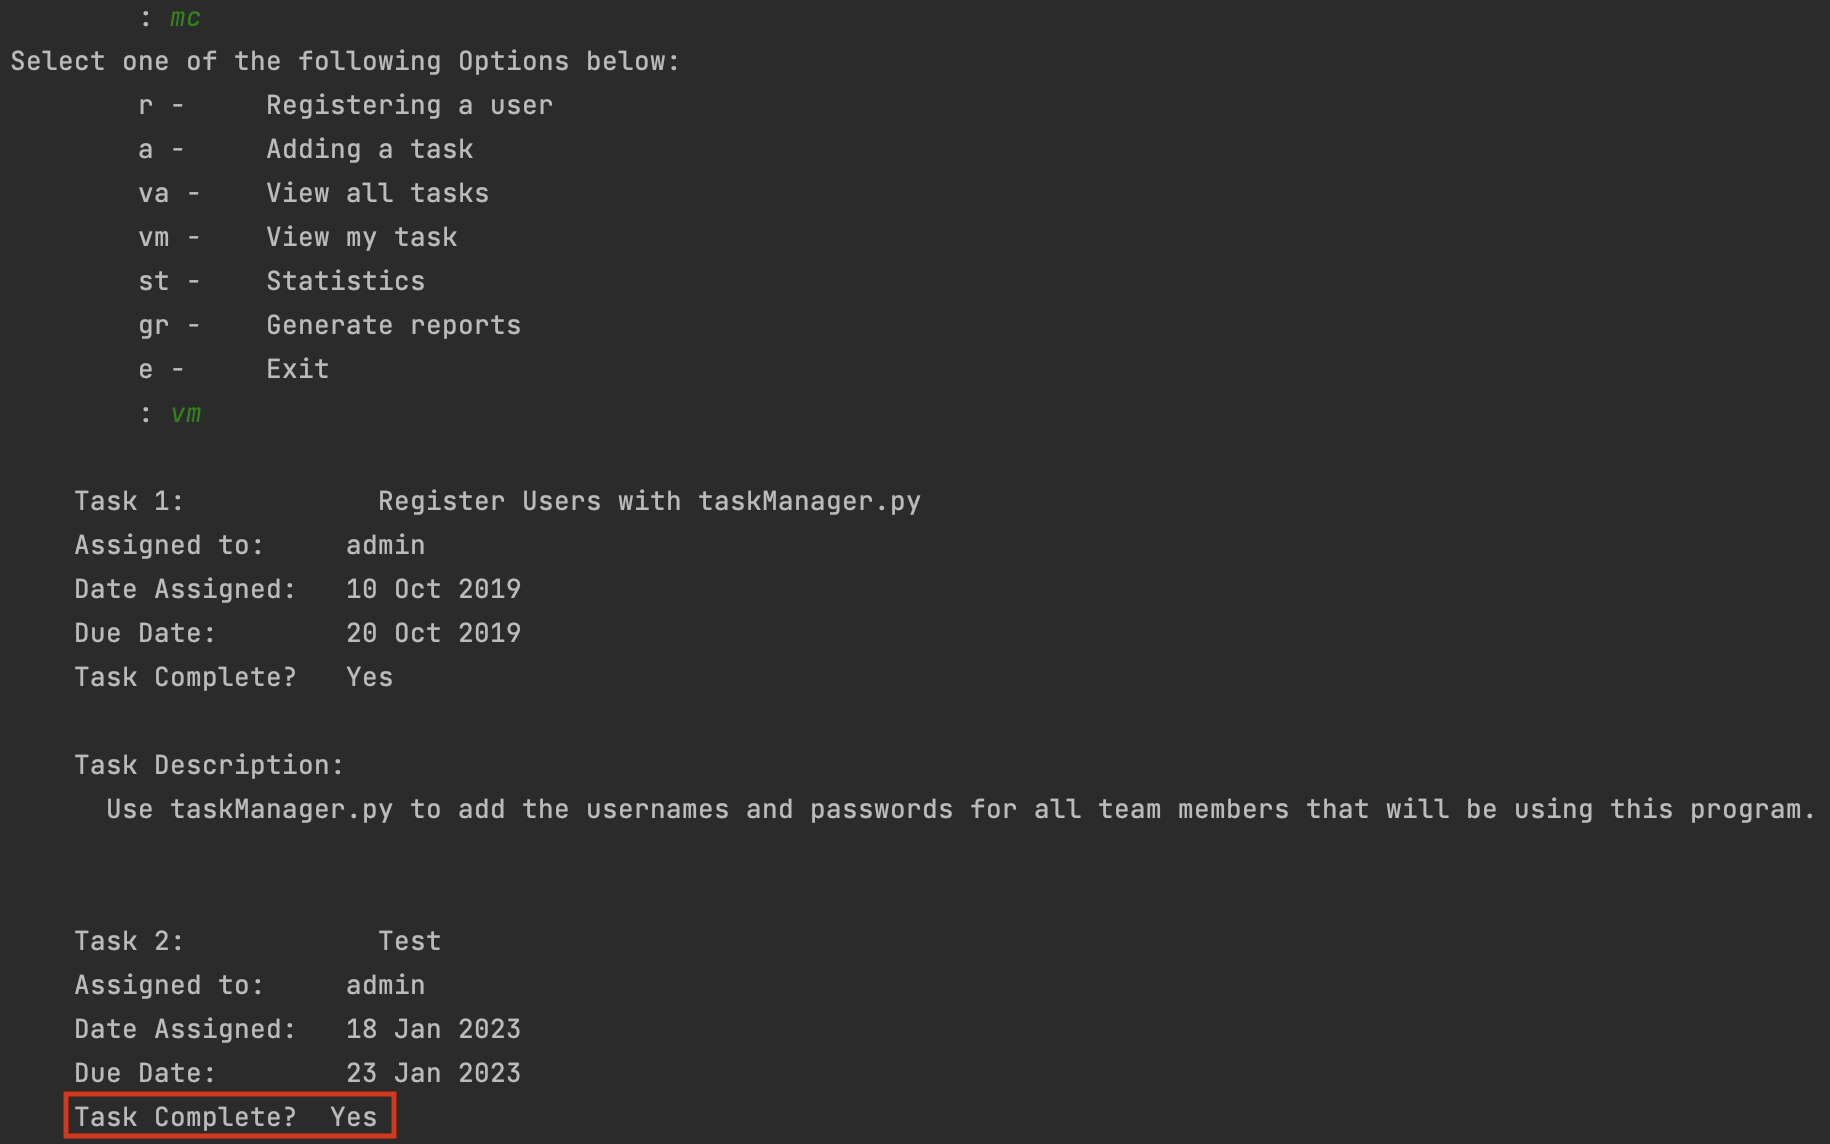 : mc
Select one of the following Options below:
r - Registering a user
a - Adding a task
va - View all tasks
vm - View my task
st - Statistics
gr - Generate reports
e - Exit
: vm
Task 1: Register Users with taskManager.py
Assigned to: admin
Date Assigned: 10 Oct 2019
Due Date: 20 Oct 2019
Task Complete? Yes
Task Description:
Use taskManager.py to add the usernames and passwords for all team members that will be using this program.
Task 2: Test
Assigned to: admin
Date Assigned: 18 Jan 2023
Due Date: 23 Jan 2023
Task Complete? Yes